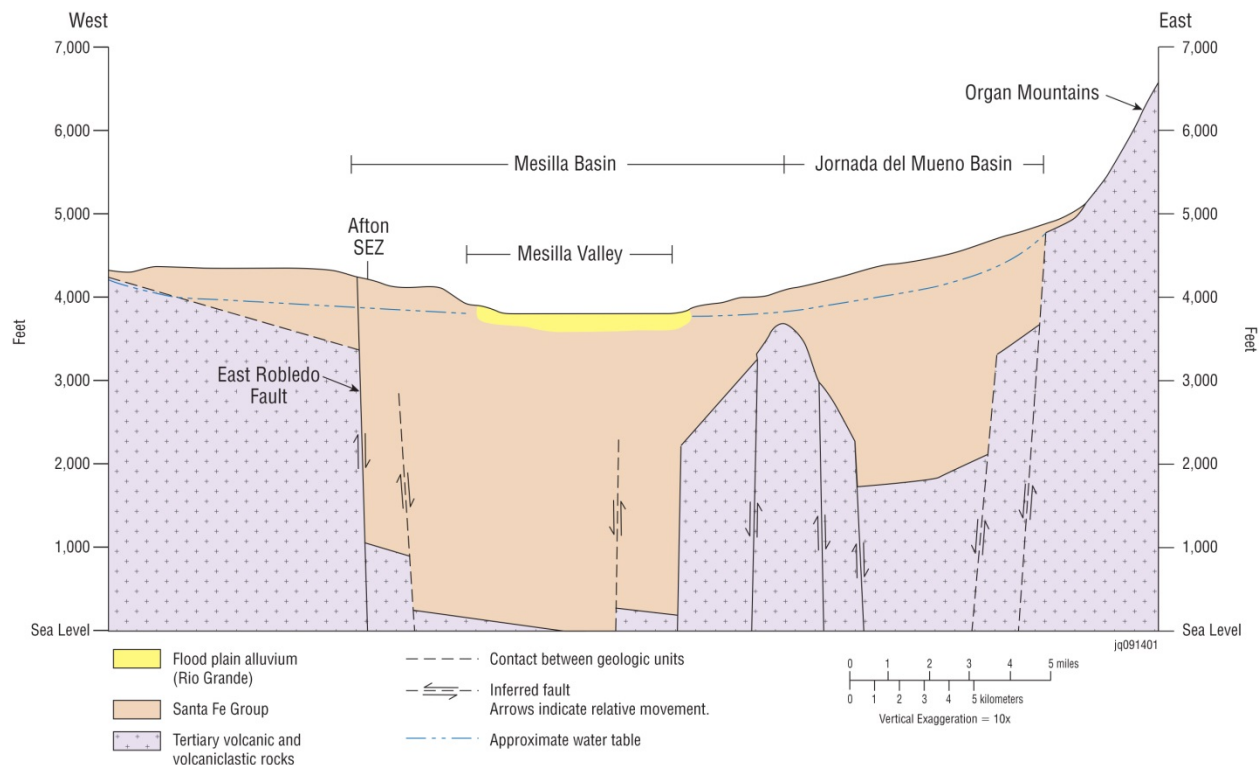 West
East
7,000
7,000
Organ Mountains
6,000
6,000
Mesilla Basin
Jornada del Mueno Basin
5,000
5,000
Afton
SEZ
Mesilla Valley
4,000
4,000
Feet
Feet
East Robledo
Fault
3,000
3,000
2,000
2,000
1,000
1,000
Sea Level
Sea Level
jq091401
Flood plain alluvium
(Rio Grande)
Santa Fe Group
Tertiary volcanic and
volcaniclastic rocks
Contact between geologic units
Inferred fault
Arrows indicate relative movement.
Approximate water table
0 1 2 3 4 5 miles
0 1 2 3 4 5 kilometers
Vertical Exaggeration = 10x